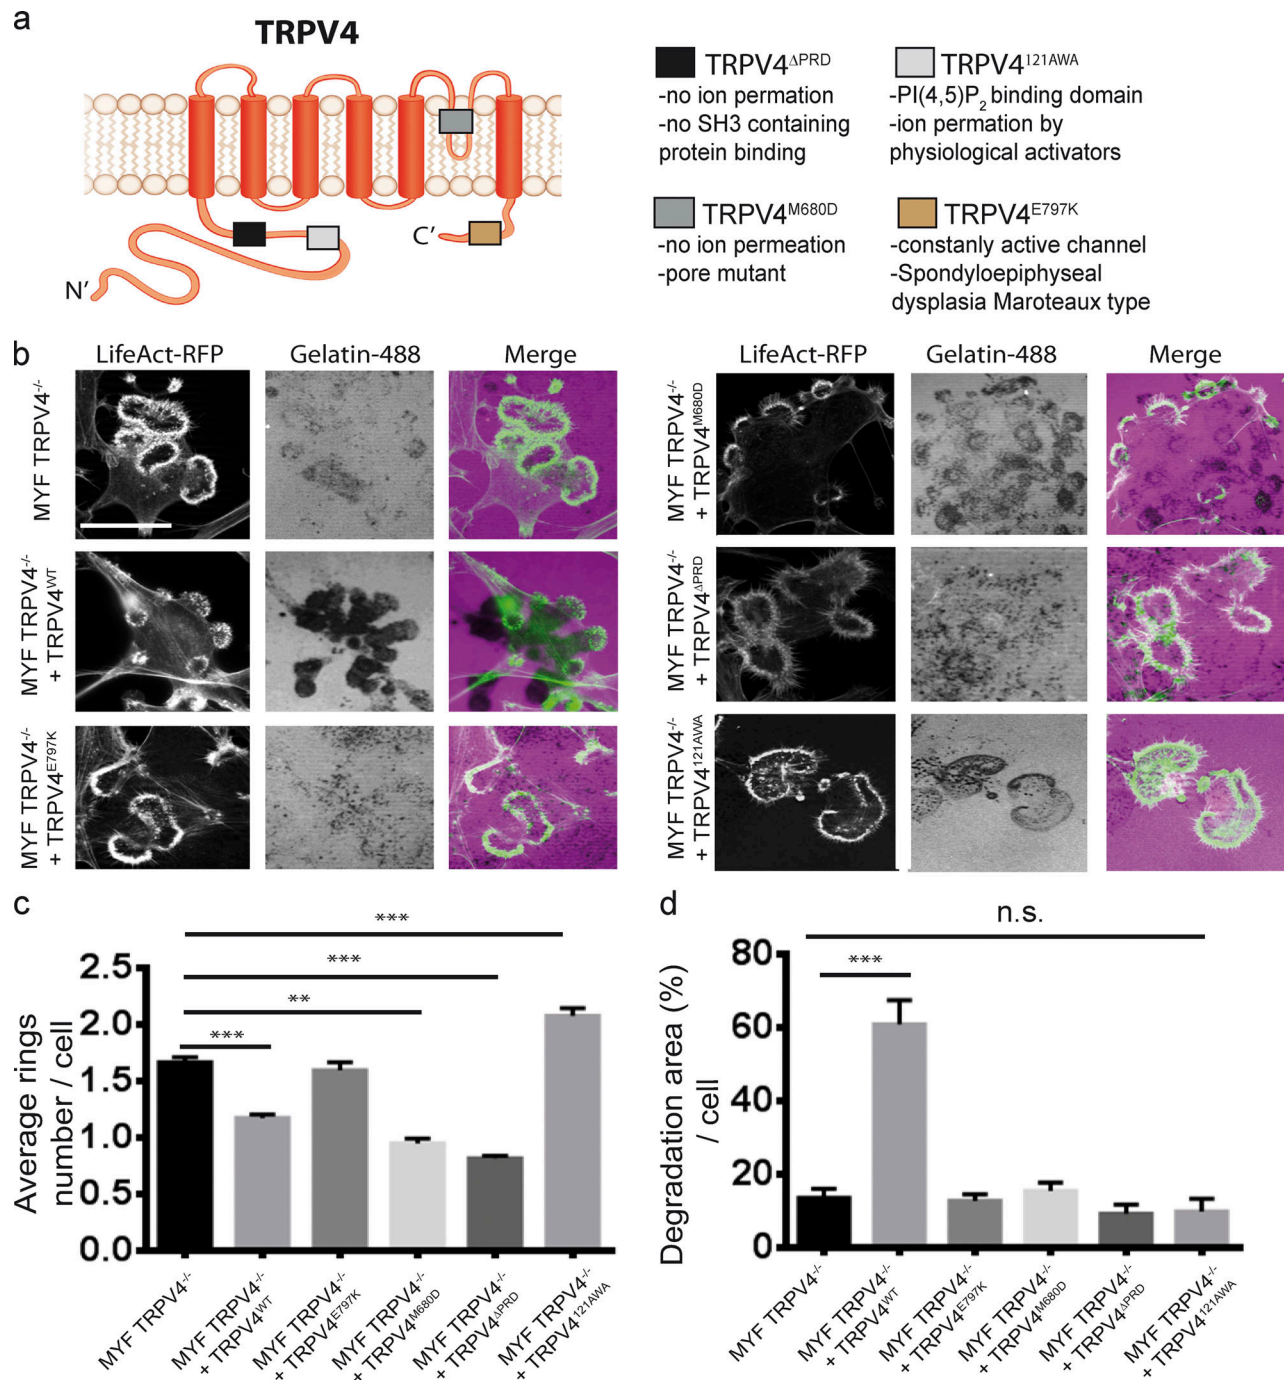 a
TRPV4
N'
C'
TRPV4ΔPRD
-no ion permation
-no SH3 containing
protein binding
TRPV4121AWA
-PI(4,5)P2 binding domain
-ion permation by
physiological activators
TRPV4M680D
-no ion permeation
-pore mutant
TRPV4E797K
-constanly active channel
-Spondyloepiphyseal
dysplasia Maroteaux type
b
LifeAct-RFP Gelatin-488 Merge
MYF TRPV4-/-
MYF TRPV4-/-
+ TRPV4WT
MYF TRPV4-/-
+ TRPV4E797K
LifeAct-RFP Gelatin-488 Merge
MYF TRPV4-/-
+ TRPV4M680D
MYF TRPV4-/-
+ TRPV4ΔPRD
MYF TRPV4-/-
+ TRPV4121AWA
c
***
***
**
***
Average rings
number / cell
2.5
2.0
1.5
1.0
0.5
0.0
MYF TRPV4-/-
MYF TRPV4-/-
+ TRPV4WT
MYF TRPV4-/-
+ TRPV4E797K
MYF TRPV4-/-
+ TRPV4M680D
MYF TRPV4-/-
+ TRPV4ΔPRD
MYF TRPV4-/-
+ TRPV4121AWA
d
n.s.
***
Degradation area (%)
/ cell
80
60
40
20
0
MYF TRPV4-/-
MYF TRPV4-/-
+ TRPV4WT
MYF TRPV4-/-
+ TRPV4E797K
MYF TRPV4-/-
+ TRPV4M680D
MYF TRPV4-/-
+ TRPV4ΔPRD
MYF TRPV4-/-
+ TRPV4121AWA